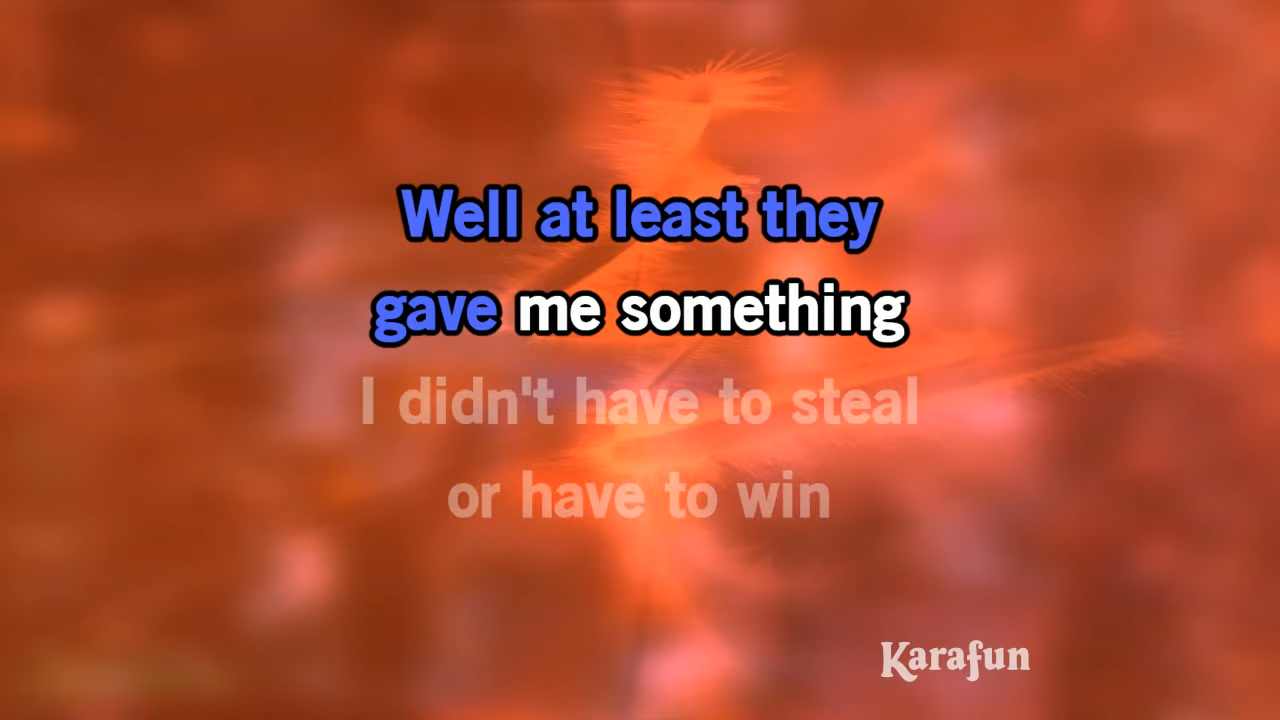 Well at least they
gave me something
I didn't have to steal
or have to win
Karafun